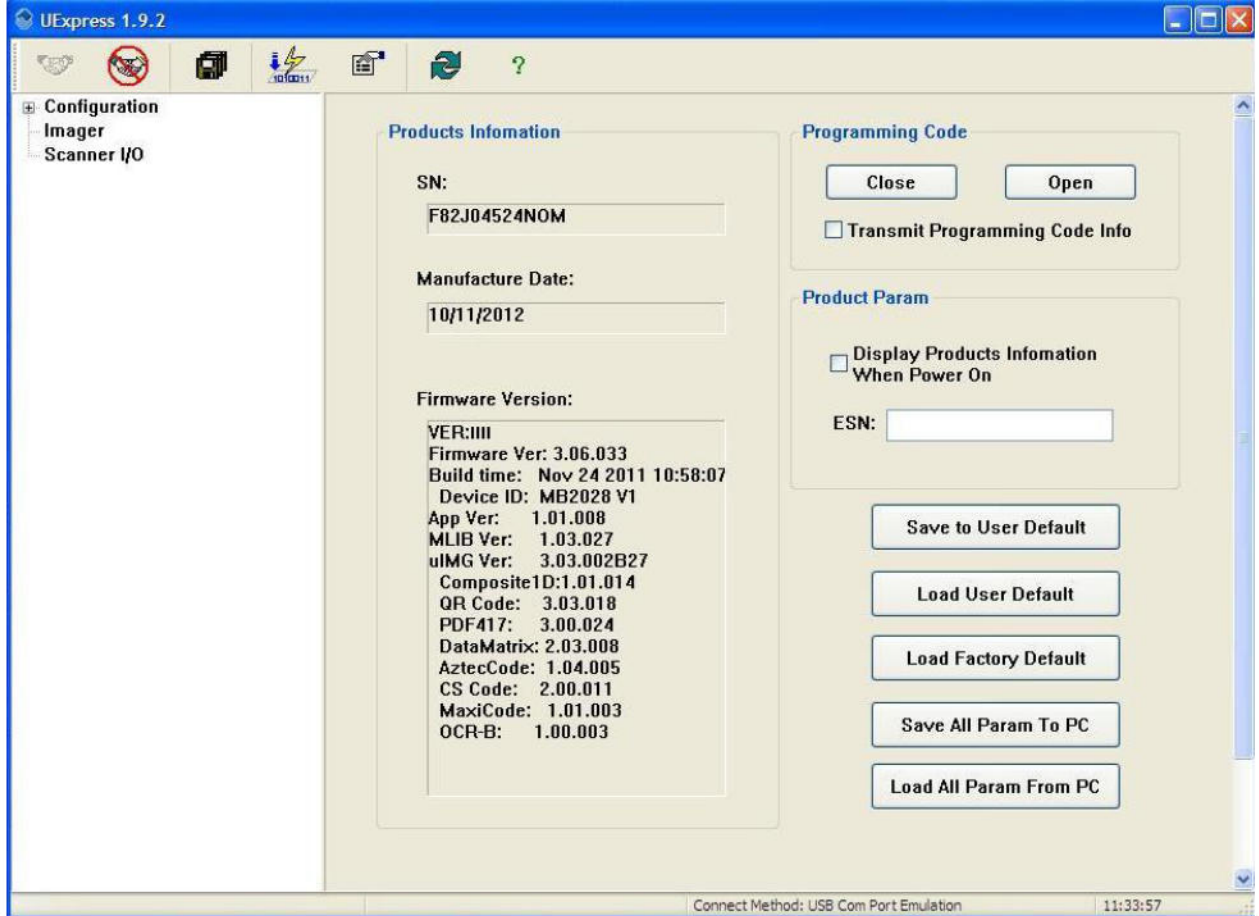 UExpress 1.9.2
Configuration
Imager
Scanner I/O
Products Infomation
SN:
F82J04524NOM
Manufacture Date:
10/11/2012
Firmware Version:
VER:IIII
Firmware Ver: 3.06.033
Build time: Nov 24 2011 10:58:07
Device ID: MB2028 V1
App Ver: 1.01.008
MLIB Ver: 1.03.027
uIMG Ver: 3.03.002B27
Composite1D:1.01.014
QR Code: 3.03.018
PDF417: 3.00.024
DataMatrix: 2.03.008
AztecCode: 1.04.005
CS Code: 2.00.011
MaxiCode: 1.01.003
OCR-B: 1.00.003
Programming Code
Close Open
Transmit Programming Code Info
Product Param
Display Products Infomation
When Power On
ESN:
Save to User Default
Load User Default
Load Factory Default
Save All Param To PC
Load All Param From PC
Connect Method: USB Com Port Emulation 11:33:57